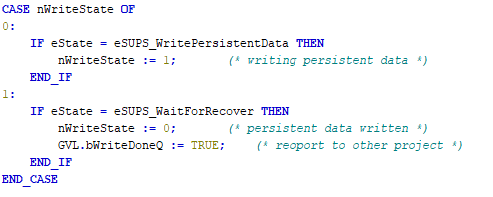 CASE nWriteState OF
0:
    IF eState = eSUPS_WritePersistentData THEN
        nWriteState := 1;        (* writing persistent data *)
    END_IF
1:
    IF eState = eSUPS_WaitForRecover THEN
        nWriteState := 0;        (* persistent data written *)
        GVL.bWriteDoneQ := TRUE;     (* reoport to other project *)
    END_IF
END_CASE